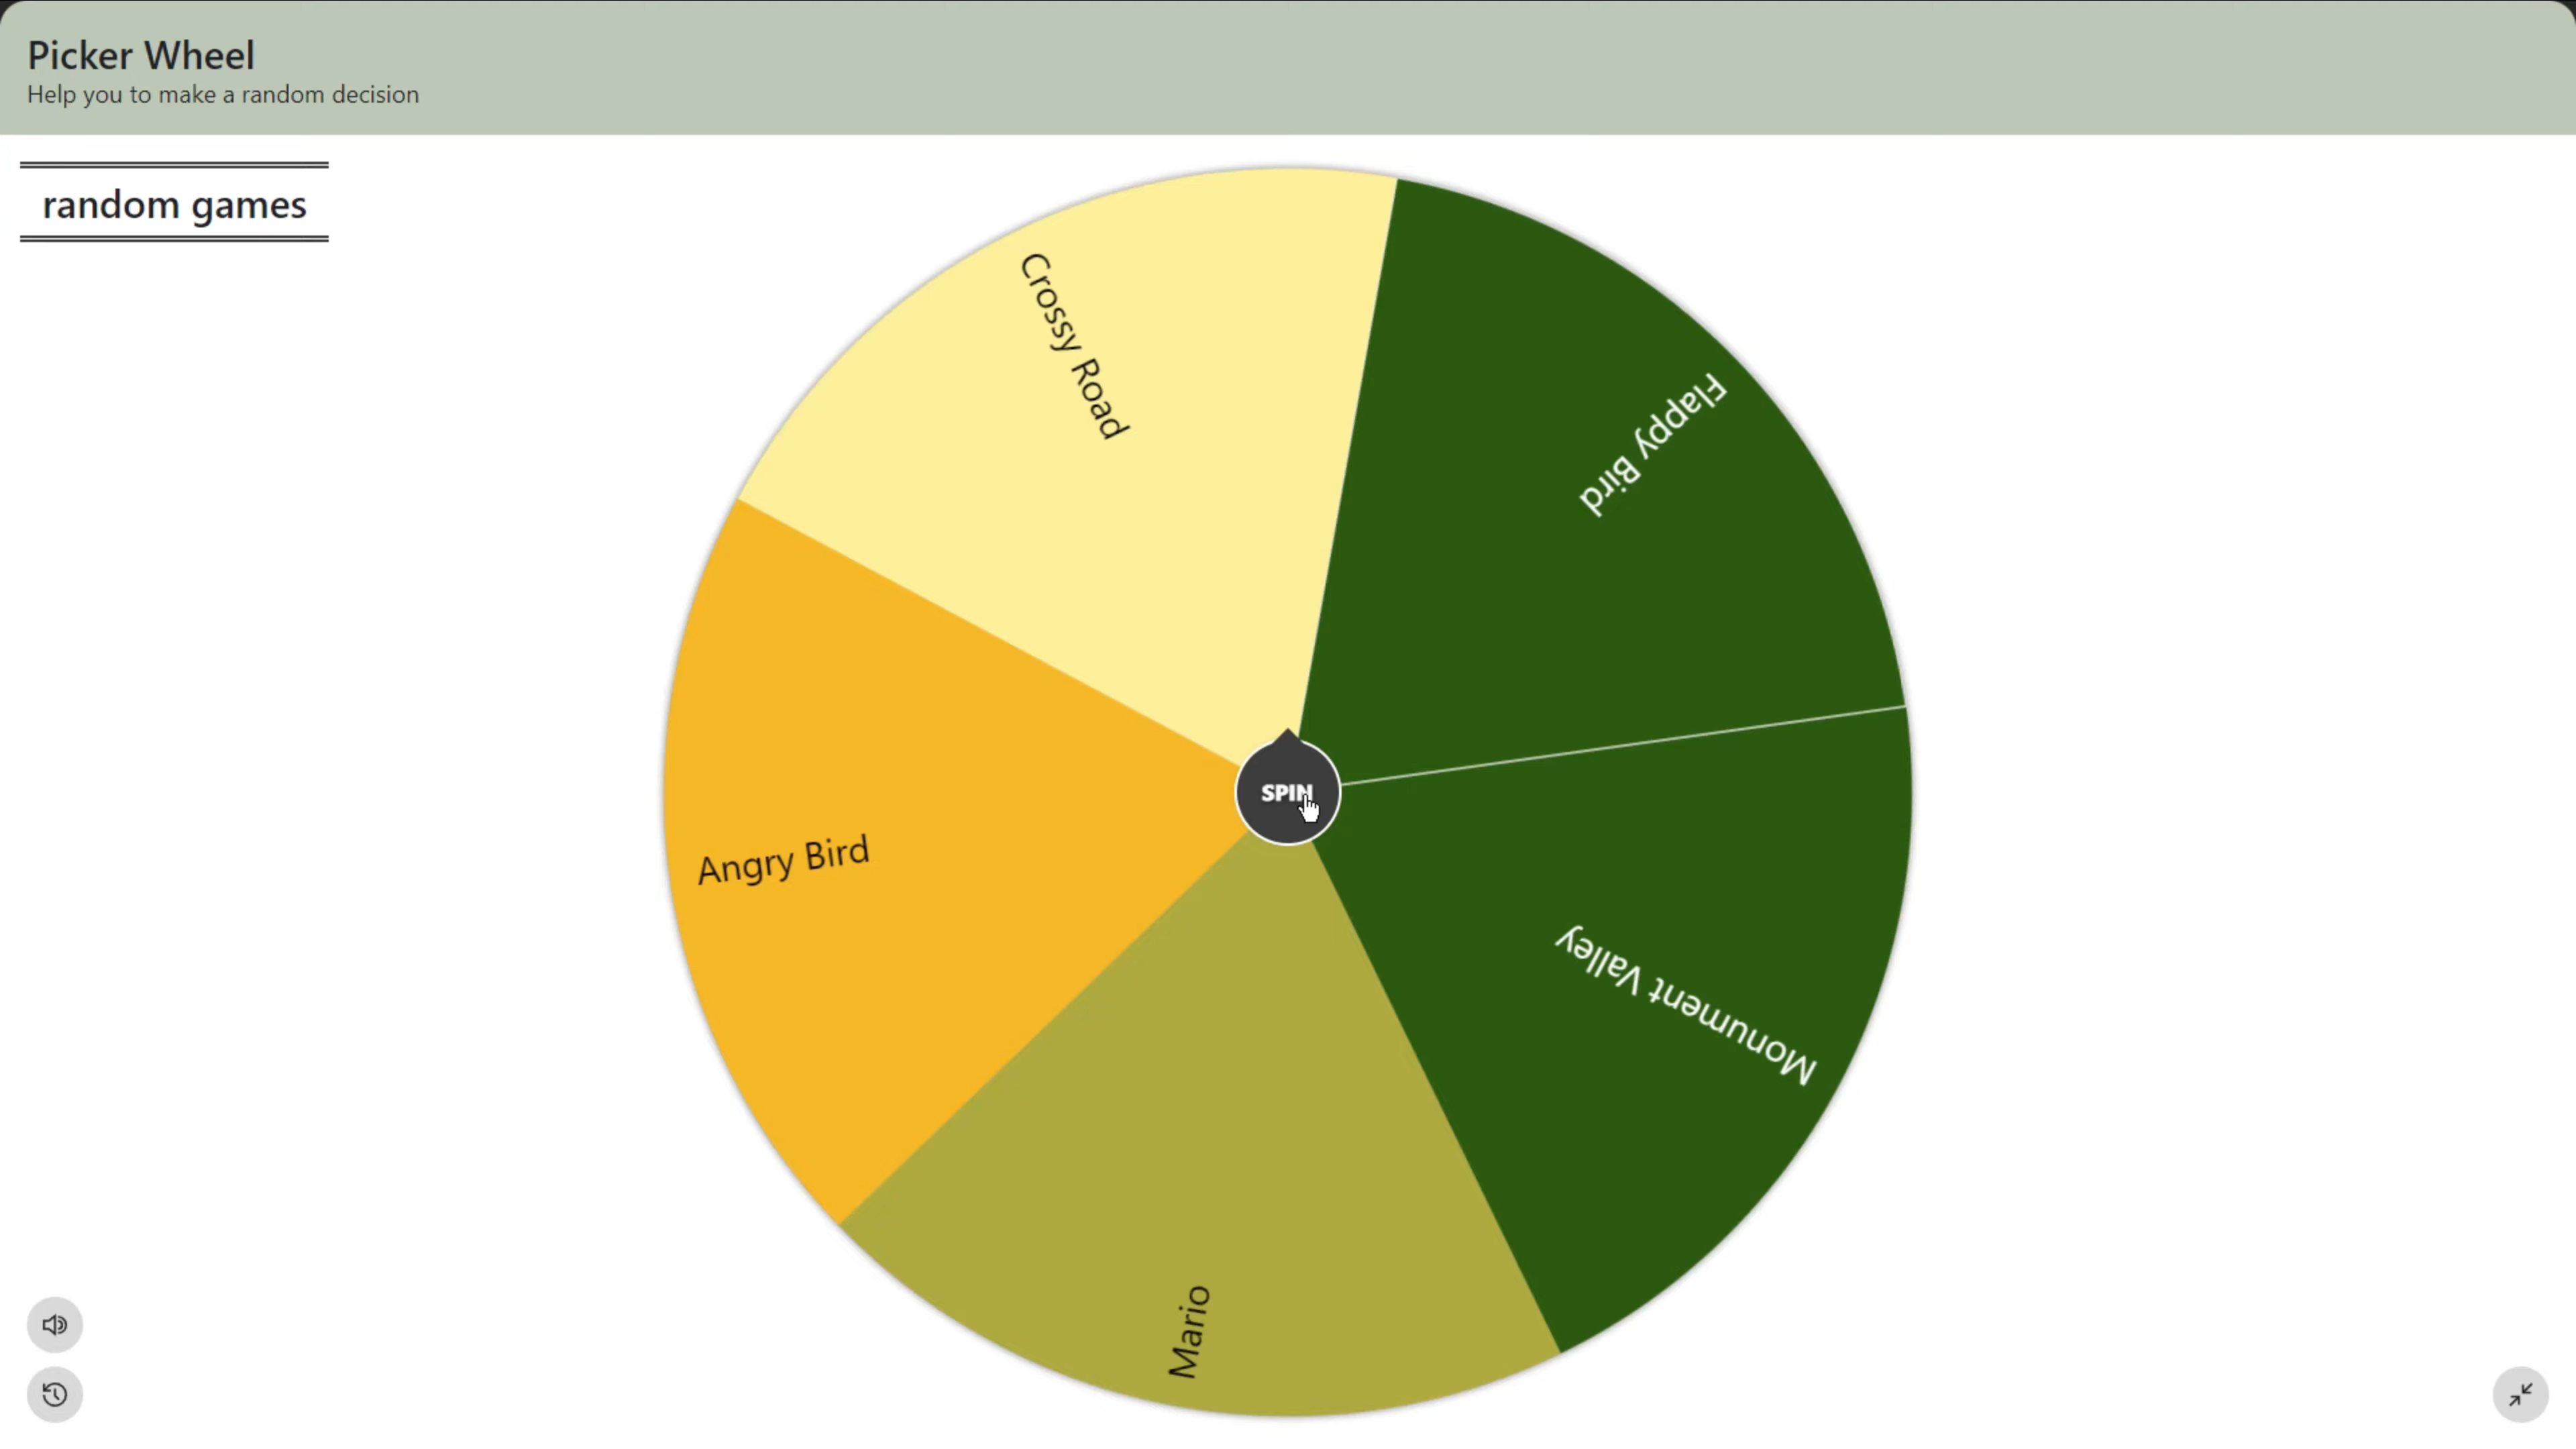 Picker Wheel
Help you to make a random decision
random games
Crossy Road
Flappy Bird
SPIN
Angry Bird
Monument Valley
Mario